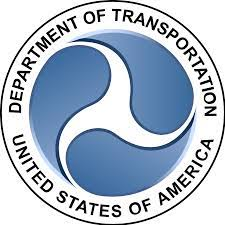 DEPARTMENT OF TRANSPORTATION
UNITED STATES OF AMERICA